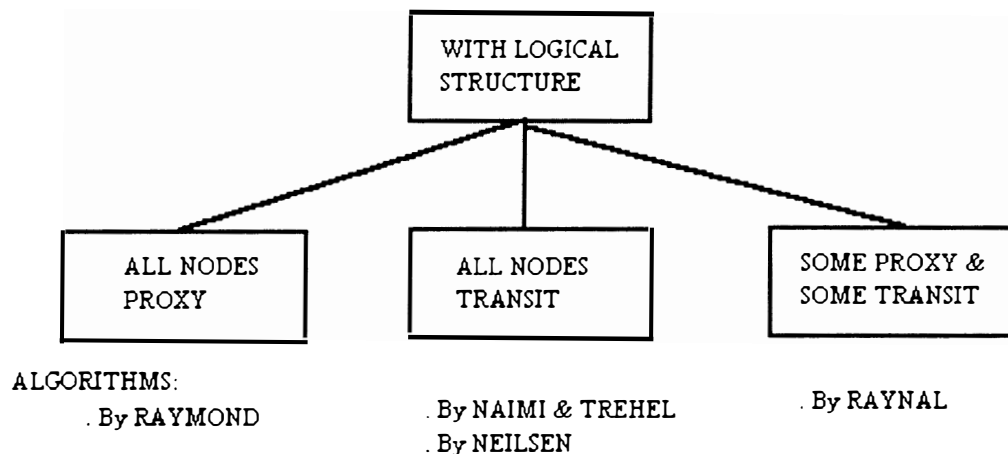 WITH LOGICAL
STRUCTURE
ALL NODES
PROXY
ALL NODES
TRANSIT
SOME PROXY &
SOME TRANSIT
ALGORITHMS:
. By RAYMOND
. By NAIMI & TREHEL
. By NEILSEN
. By RAYNAL